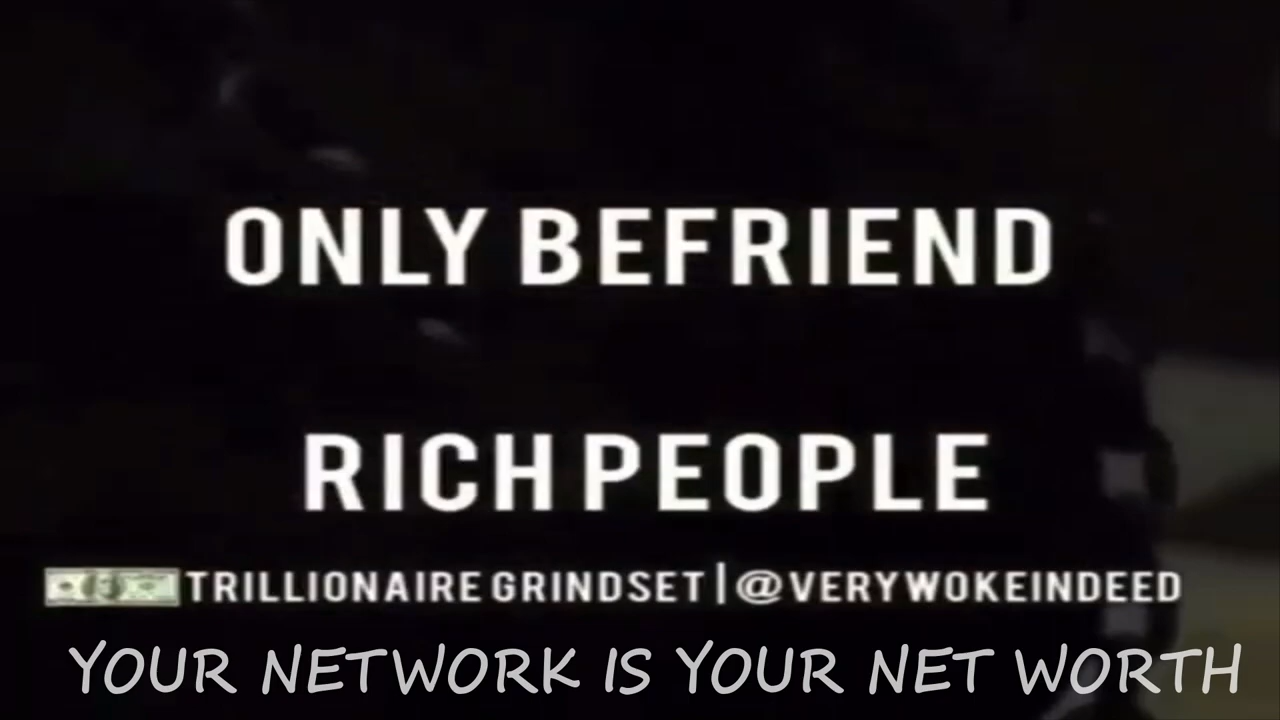 ONLY BEFRIEND
RICH PEOPLE
TRILLIONAIRE GRINDSET | @VERYWOKEINDEED
YOUR NETWORK IS YOUR NET WORTH